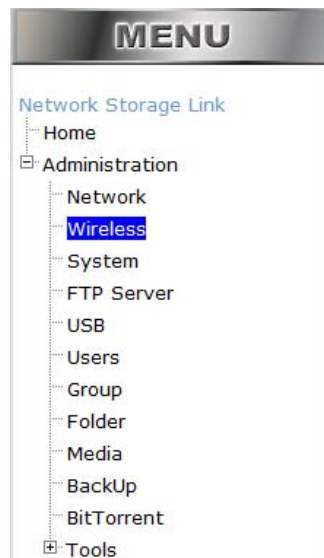 MENU
Network Storage Link
Home
Administration
Network
Wireless
System
FTP Server
USB
Users
Group
Folder
Media
BackUp
BitTorrent
Tools